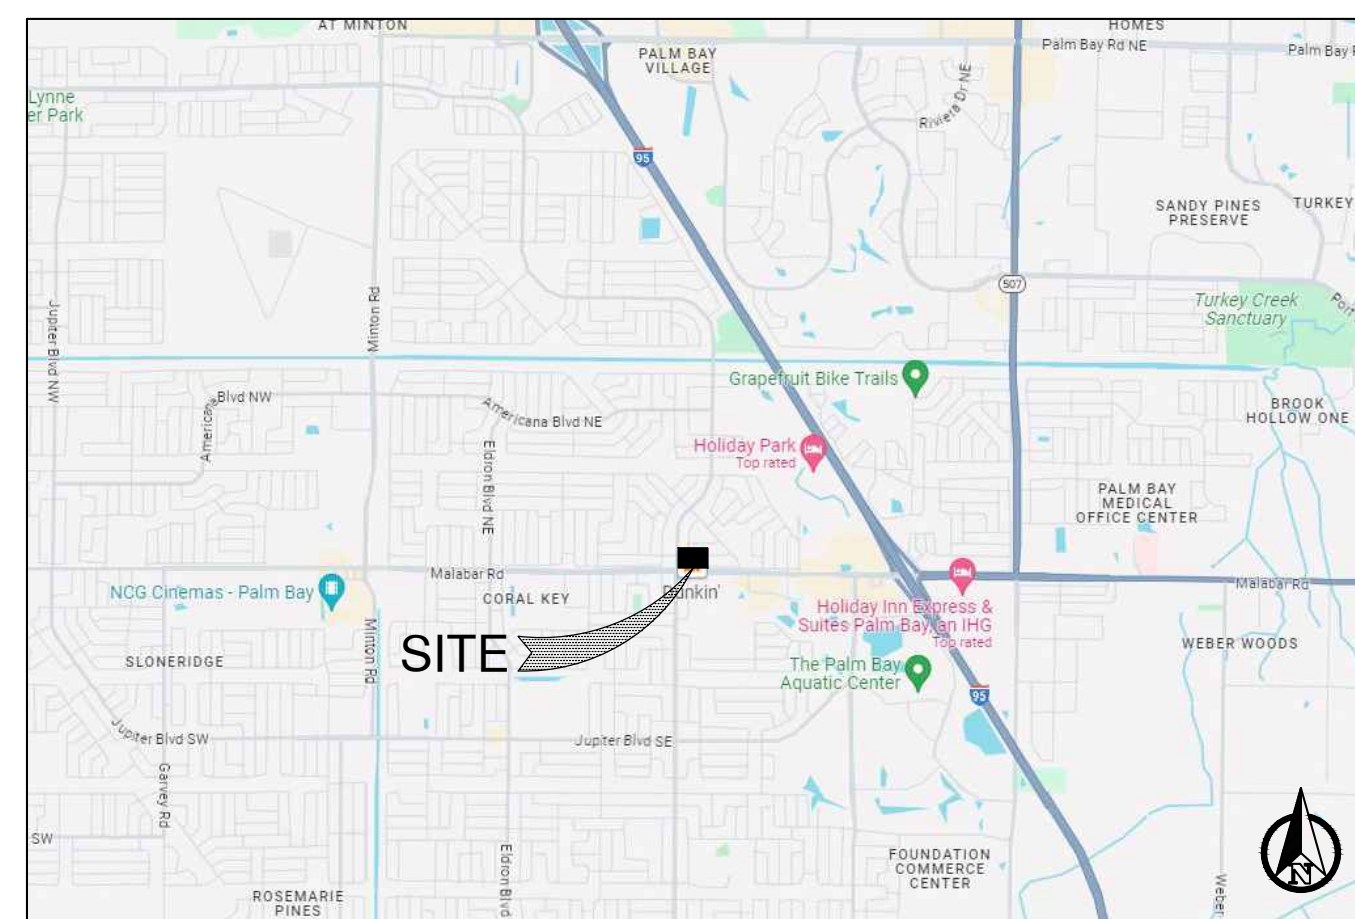 AT MINTON
HOMES
PALM BAY
VILLAGE
Palm Bay Rd NE
Palm Bay
Lynne
er Park
Riviera Dr NE
95
SANDY PINES
PRESERVE
TURKEY
507
Turkey Creek
Sanctuary
Port
Jupiter Blvd NW
Minton Rd
Grapefruit Bike Trails
Americana
Blvd NW
Americana Blvd NE
BROOK
HOLLOW ONE
Eldron Blvd NE
Holiday Park
Top rated
PALM BAY
MEDICAL
OFFICE CENTER
Malabar Rd
Malabar Rd
NCG Cinemas - Palm Bay
CORAL KEY
Dunkin'
Holiday Inn Express &
Suites Palm Bay, an IHG
Top rated
SITE
Minton Rd
SLONERIDGE
WEBER WOODS
The Palm Bay
Aquatic Center
95
Jupiter Blvd SW
Jupiter Blvd SE
Garvey Rd
SW
Eldron Blvd
FOUNDATION
COMMERCE
CENTER
Weber
ROSEMARIE
PINES
N